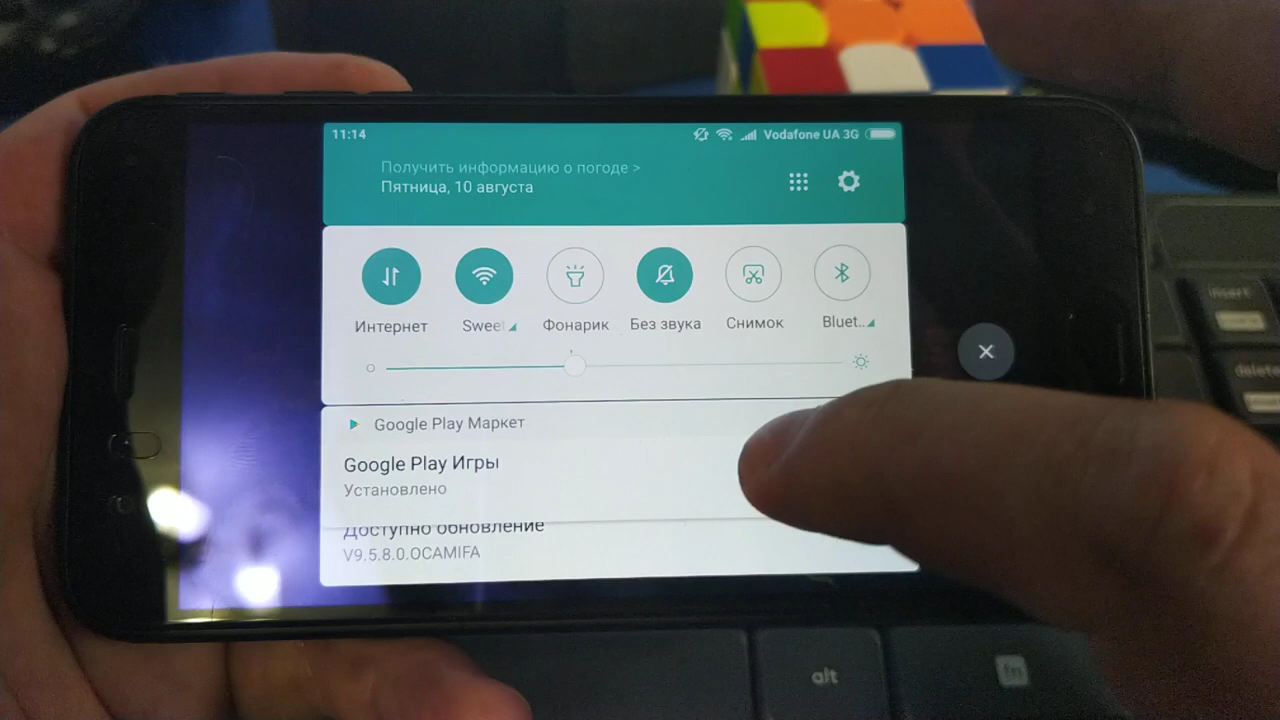 11:14
Vodafone UA 3G
Получить информацию о погоде >
Пятница, 10 августа
Интернет
Sweel
Фонарик
Без звука
Снимок
Bluet...
Google Play Маркет
Google Play Игры
Установлено
Доступно обновление
V9.5.8.0.OCAMIFA
insert
delete
alt
fn